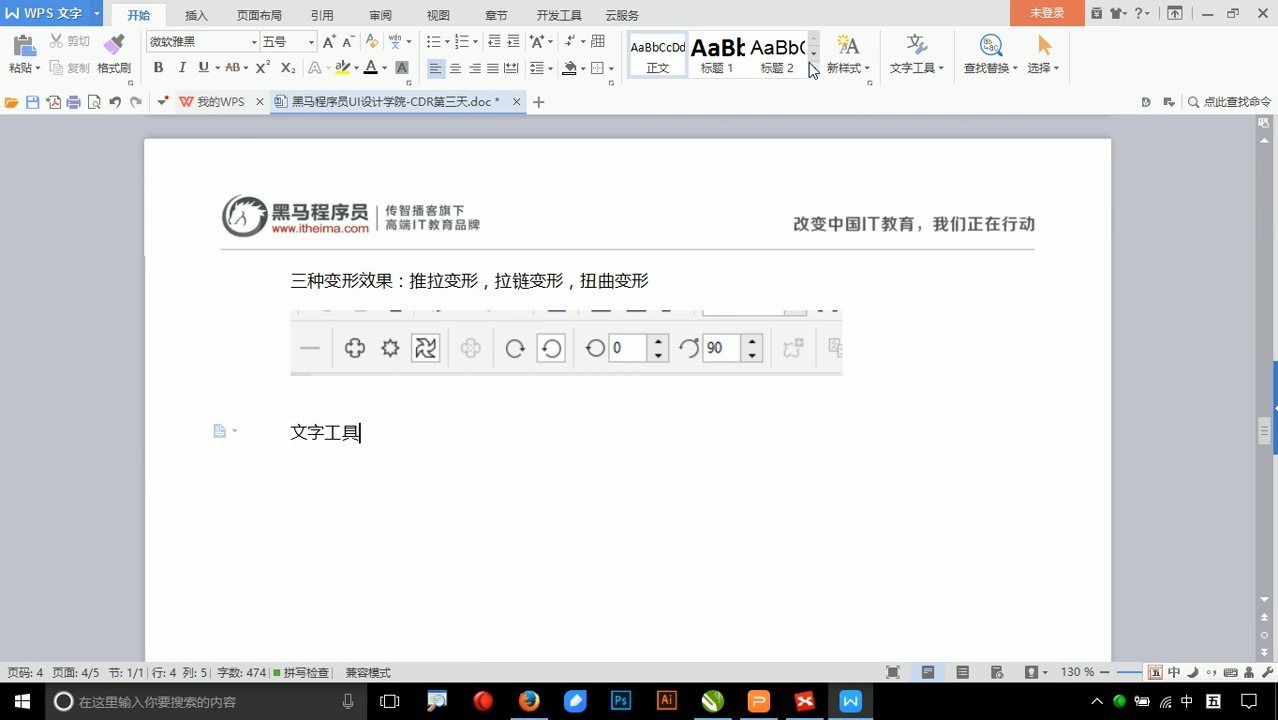 WPS 文字
开始
插入
页面布局
引用
审阅
视图
章节
开发工具
云服务
未登录
粘贴
剪切
复制
格式刷
微软雅黑
五号
AaBbCcDd
正文
AaBb
标题 1
AaBbC
标题 2
新样式
文字工具
查找替换
选择
我的WPS
黑马程序员UI设计学院-CDR第三天.doc *
点此查找命令
黑马程序员
www.itheima.com
传智播客旗下
高端IT教育品牌
改变中国IT教育，我们正在行动
三种变形效果：推拉变形，拉链变形，扭曲变形
0
90
文字工具
页码: 4 页面: 4/5 节: 1/1 行: 4 列: 5 字数: 474 拼写检查 兼容模式
130 %
五 中
在这里输入你要搜索的内容
Ps
Ai
中 五